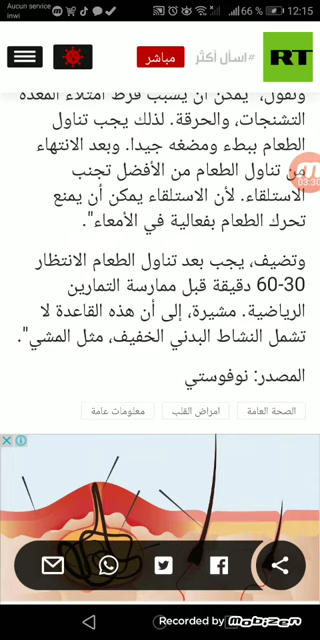 Aucun service
inwi
66 %
12:15
مباشر
#اسأل أكثر
RT
وتقول، "يمكن أن يسبب فرط امتلاء المعدة
التشنجات، والحرقة. لذلك يجب تناول
الطعام ببطء ومضغه جيدا. وبعد الانتهاء
من تناول الطعام من الأفضل تجنب
الاستلقاء. لأن الاستلقاء يمكن أن يمنع
تحرك الطعام بفعالية في الأمعاء".
03:30
وتضيف، يجب بعد تناول الطعام الانتظار
30-60 دقيقة قبل ممارسة التمارين
الرياضية. مشيرة، إلى أن هذه القاعدة لا
تشمل النشاط البدني الخفيف، مثل المشي".
المصدر: نوفوستي
الصحة العامة
امراض القلب
معلومات عامة
Recorded by Mobizen